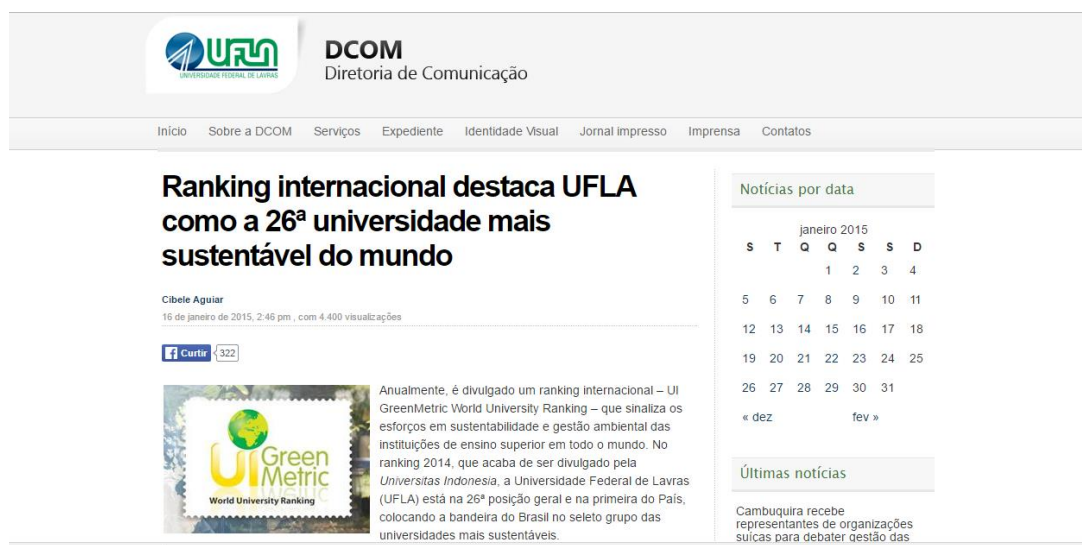 UFLA
UNIVERSIDADE FEDERAL DE LAVRAS
DCOM
Diretoria de Comunicação
Início Sobre a DCOM Serviços Expediente Identidade Visual Jornal impresso Imprensa Contatos
Ranking internacional destaca UFLA
como a 26ª universidade mais
sustentável do mundo
Cibele Aguiar
16 de janeiro de 2015, 2:46 pm , com 4.400 visualizações
Curtir 322
UI Green
Metric
World University Ranking
Anualmente, é divulgado um ranking internacional – UI
GreenMetric World University Ranking – que sinaliza os
esforços em sustentabilidade e gestão ambiental das
instituições de ensino superior em todo o mundo. No
ranking 2014, que acaba de ser divulgado pela
Universitas Indonesia, a Universidade Federal de Lavras
(UFLA) está na 26ª posição geral e na primeira do País,
colocando a bandeira do Brasil no seleto grupo das
universidades mais sustentáveis.
Notícias por data
janeiro 2015
S T Q Q S S D
1 2 3 4
5 6 7 8 9 10 11
12 13 14 15 16 17 18
19 20 21 22 23 24 25
26 27 28 29 30 31
« dez fev »
Últimas notícias
Cambuquira recebe
representantes de organizações
suíças para debater gestão das